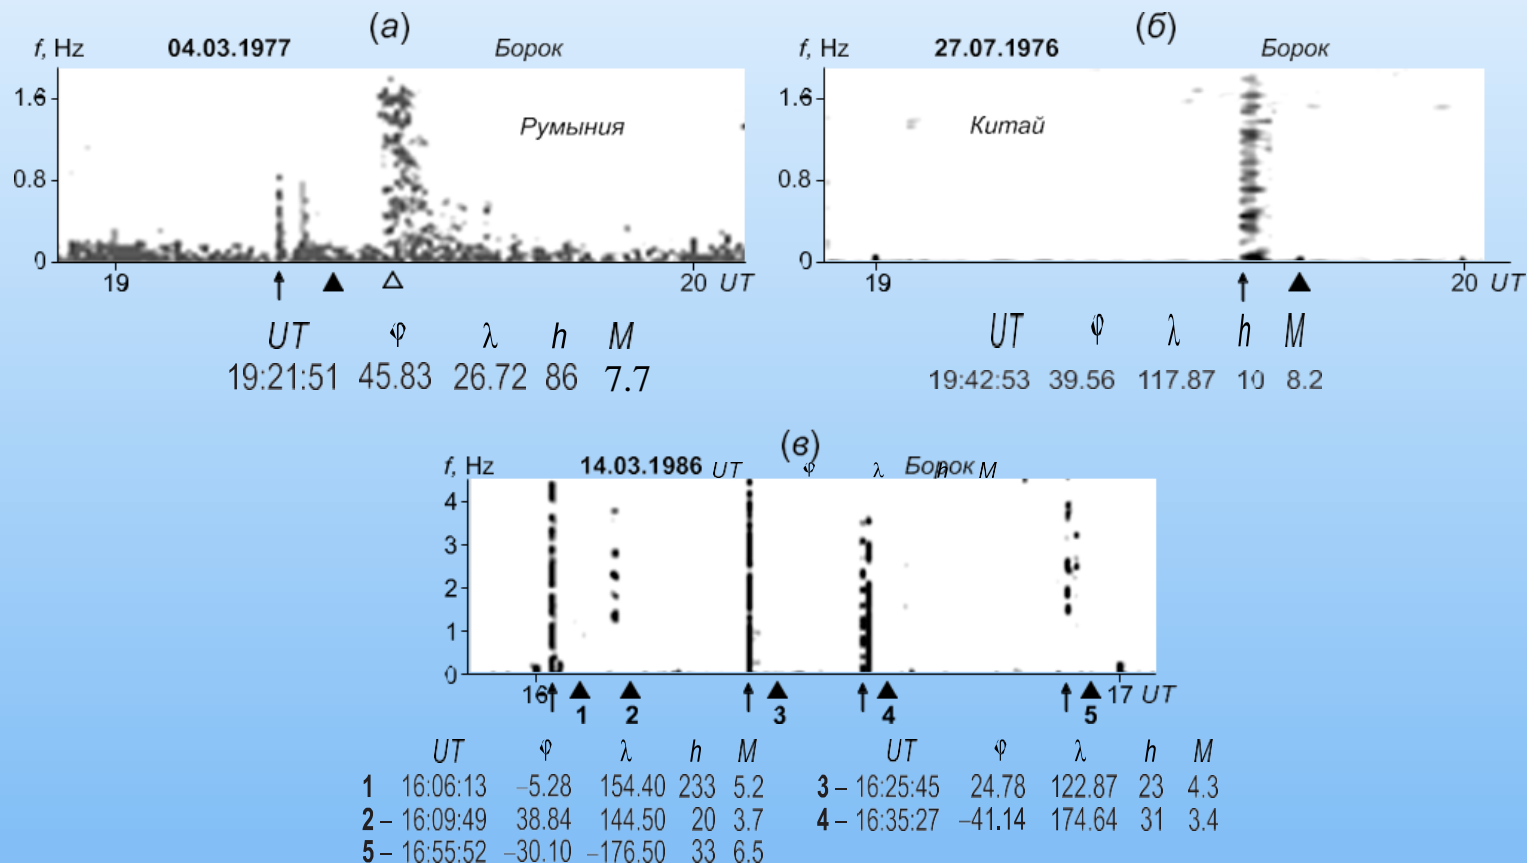 (а)
f, Hz 04.03.1977 Борок
1.6
Румыния
0.8
0
19 20 UT
UT φ λ h M
19:21:51 45.83 26.72 86 7.7
(б)
f, Hz 27.07.1976 Борок
1.6
Китай
0.8
0
19 20 UT
UT φ λ h M
19:42:53 39.56 117.87 10 8.2
(в)
f, Hz 14.03.1986 UT φ λ Борок h M
4
3
2
1
0
16 17 UT
1 2 3 4 5
UT φ λ h M
1 16:06:13 –5.28 154.40 233 5.2
2 – 16:09:49 38.84 144.50 20 3.7
5 – 16:55:52 –30.10 –176.50 33 6.5
UT φ λ h M
3 – 16:25:45 24.78 122.87 23 4.3
4 – 16:35:27 –41.14 174.64 31 3.4